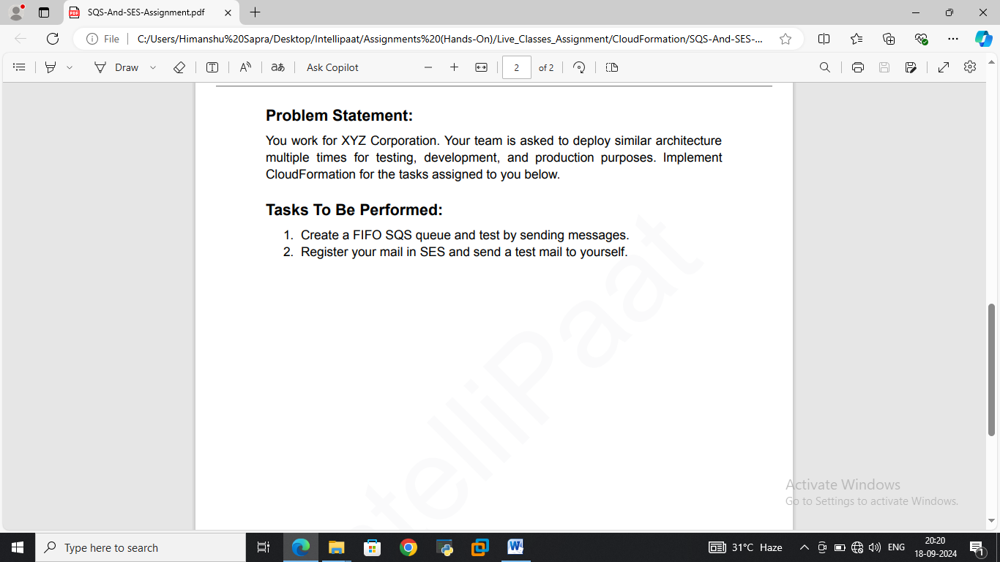 SQS-And-SES-Assignment.pdf
File
C:/Users/Himanshu%20Sapra/Desktop/Intellipaat/Assignments%20(Hands-On)/Live_Classes_Assignment/CloudFormation/SQS-And-SES-...
Draw
aあ
Ask Copilot
2
of 2
Problem Statement:
You work for XYZ Corporation. Your team is asked to deploy similar architecture
multiple times for testing, development, and production purposes. Implement
CloudFormation for the tasks assigned to you below.
Tasks To Be Performed:
1. Create a FIFO SQS queue and test by sending messages.
2. Register your mail in SES and send a test mail to yourself.
ntelliPaat
Activate Windows
Go to Settings to activate Windows.
Type here to search
31°C Haze
ENG
20:20
18-09-2024
1